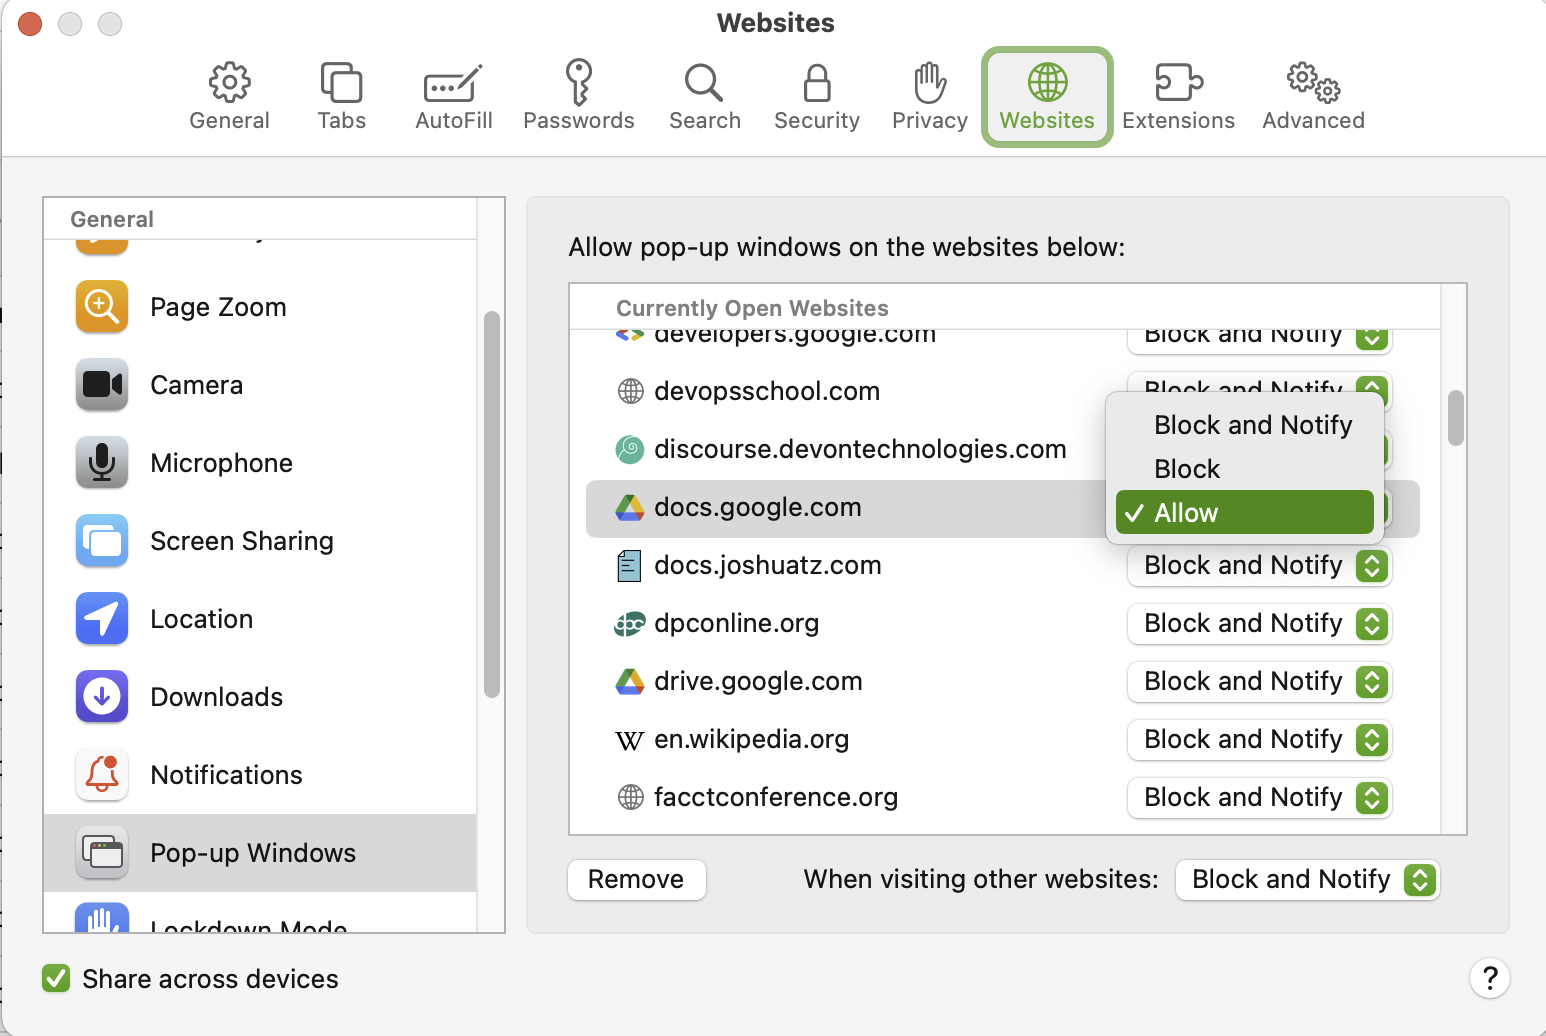 Websites
General
Tabs
AutoFill
Passwords
Search
Security
Privacy
Websites
Extensions
Advanced
General
Page Zoom
Camera
Microphone
Screen Sharing
Location
Downloads
Notifications
Pop-up Windows
Lockdown Mode
Share across devices
Allow pop-up windows on the websites below:
Currently Open Websites
developers.google.com Block and Notify
devopsschool.com Block and Notify
discourse.devontechnologies.com
docs.google.com
Block and Notify
Block
✓ Allow
docs.joshuatz.com Block and Notify
dpc dpconline.org Block and Notify
drive.google.com Block and Notify
W en.wikipedia.org Block and Notify
facctconference.org Block and Notify
Remove When visiting other websites: Block and Notify
?